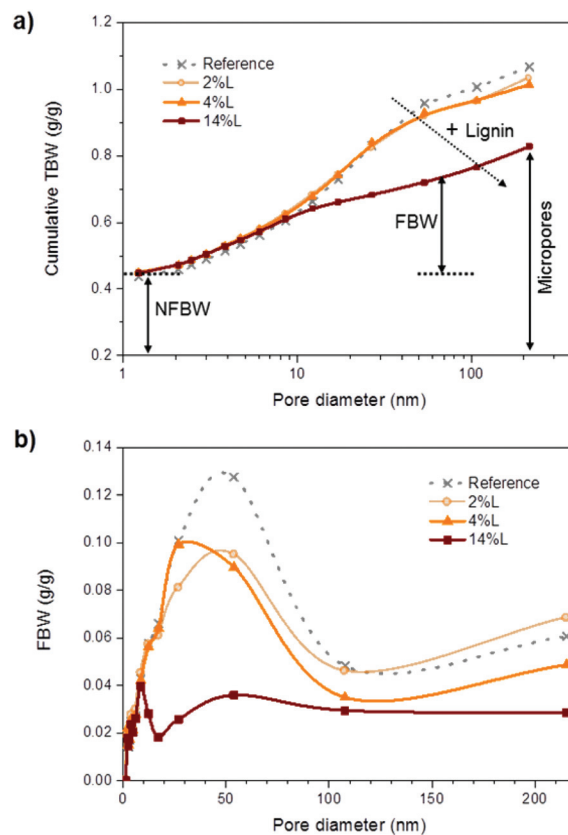 a)
1.2
1.0
0.8
0.6
0.4
0.2
Cumulative TBW (g/g)
Reference
2%L
4%L
14%L
+ Lignin
FBW
NFBW
Micropores
1
10
100
Pore diameter (nm)
b)
0.14
0.12
0.10
0.08
0.06
0.04
0.02
0.00
FBW (g/g)
Reference
2%L
4%L
14%L
0
50
100
150
200
Pore diameter (nm)